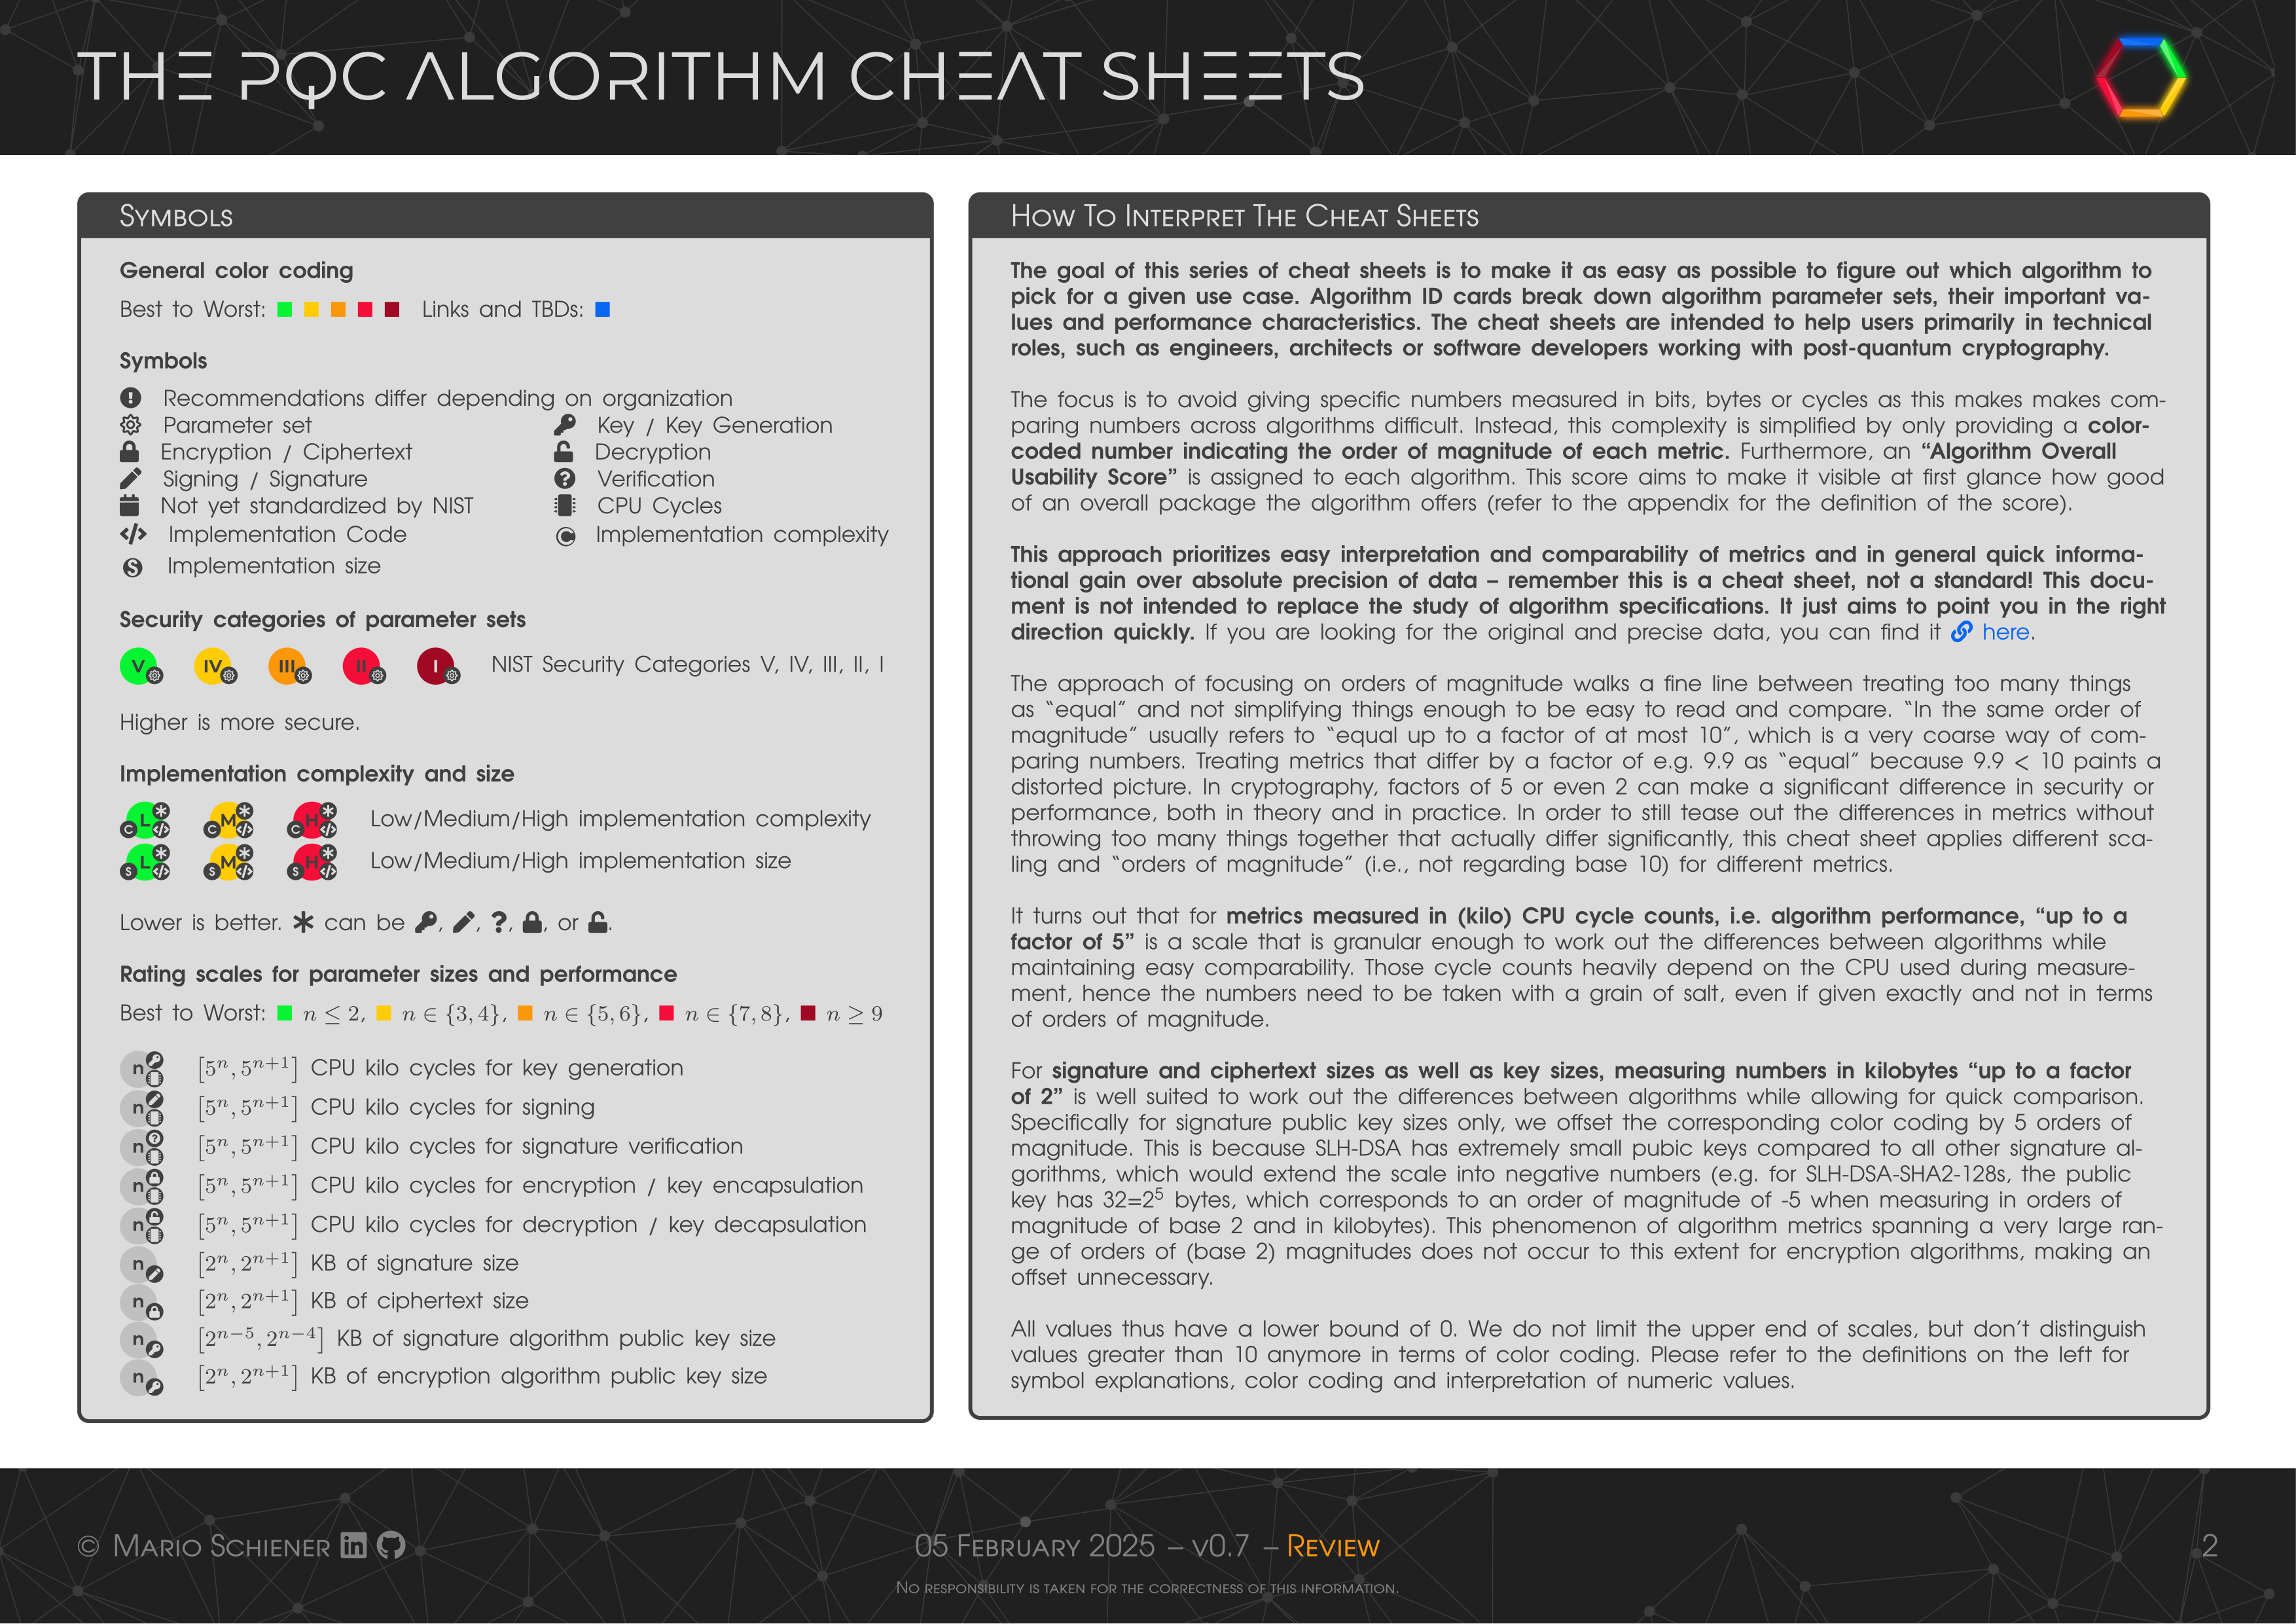 THE PQC ALGORITHM CHEAT SHEETS
Symbols
General color coding
Best to Worst: Links and TBDs:
Symbols
Recommendations differ depending on organization
Parameter set Key / Key Generation
Encryption / Ciphertext Decryption
Signing / Signature Verification
Not yet standardized by NIST CPU Cycles
Implementation Code Implementation complexity
Implementation size
Security categories of parameter sets
V IV III II I NIST Security Categories V, IV, III, II, I
Higher is more secure.
Implementation complexity and size
L C M C H C Low/Medium/High implementation complexity
L S M S H S Low/Medium/High implementation size
Lower is better. * can be , , ?, , or .
Rating scales for parameter sizes and performance
Best to Worst: n ≤ 2, n ∈ {3, 4}, n ∈ {5, 6}, n ∈ {7, 8}, n ≥ 9
n [5ⁿ, 5ⁿ⁺¹] CPU kilo cycles for key generation
n [5ⁿ, 5ⁿ⁺¹] CPU kilo cycles for signing
n [5ⁿ, 5ⁿ⁺¹] CPU kilo cycles for signature verification
n [5ⁿ, 5ⁿ⁺¹] CPU kilo cycles for encryption / key encapsulation
n [5ⁿ, 5ⁿ⁺¹] CPU kilo cycles for decryption / key decapsulation
n [2ⁿ, 2ⁿ⁺¹] KB of signature size
n [2ⁿ, 2ⁿ⁺¹] KB of ciphertext size
n [2ⁿ⁻⁵, 2ⁿ⁻⁴] KB of signature algorithm public key size
n [2ⁿ, 2ⁿ⁺¹] KB of encryption algorithm public key size
How To Interpret The Cheat Sheets
The goal of this series of cheat sheets is to make it as easy as possible to figure out which algorithm to
pick for a given use case. Algorithm ID cards break down algorithm parameter sets, their important va-
lues and performance characteristics. The cheat sheets are intended to help users primarily in technical
roles, such as engineers, architects or software developers working with post-quantum cryptography.
The focus is to avoid giving specific numbers measured in bits, bytes or cycles as this makes makes com-
paring numbers across algorithms difficult. Instead, this complexity is simplified by only providing a color-
coded number indicating the order of magnitude of each metric. Furthermore, an “Algorithm Overall
Usability Score” is assigned to each algorithm. This score aims to make it visible at first glance how good
of an overall package the algorithm offers (refer to the appendix for the definition of the score).
This approach prioritizes easy interpretation and comparability of metrics and in general quick informa-
tional gain over absolute precision of data – remember this is a cheat sheet, not a standard! This docu-
ment is not intended to replace the study of algorithm specifications. It just aims to point you in the right
direction quickly. If you are looking for the original and precise data, you can find it here.
The approach of focusing on orders of magnitude walks a fine line between treating too many things
as “equal” and not simplifying things enough to be easy to read and compare. “In the same order of
magnitude” usually refers to “equal up to a factor of at most 10”, which is a very coarse way of com-
paring numbers. Treating metrics that differ by a factor of e.g. 9.9 as “equal” because 9.9 < 10 paints a
distorted picture. In cryptography, factors of 5 or even 2 can make a significant difference in security or
performance, both in theory and in practice. In order to still tease out the differences in metrics without
throwing too many things together that actually differ significantly, this cheat sheet applies different sca-
ling and “orders of magnitude” (i.e., not regarding base 10) for different metrics.
It turns out that for metrics measured in (kilo) CPU cycle counts, i.e. algorithm performance, “up to a
factor of 5” is a scale that is granular enough to work out the differences between algorithms while
maintaining easy comparability. Those cycle counts heavily depend on the CPU used during measure-
ment, hence the numbers need to be taken with a grain of salt, even if given exactly and not in terms
of orders of magnitude.
For signature and ciphertext sizes as well as key sizes, measuring numbers in kilobytes “up to a factor
of 2” is well suited to work out the differences between algorithms while allowing for quick comparison.
Specifically for signature public key sizes only, we offset the corresponding color coding by 5 orders of
magnitude. This is because SLH-DSA has extremely small pubic keys compared to all other signature al-
gorithms, which would extend the scale into negative numbers (e.g. for SLH-DSA-SHA2-128s, the public
key has 32=2⁵ bytes, which corresponds to an order of magnitude of -5 when measuring in orders of
magnitude of base 2 and in kilobytes). This phenomenon of algorithm metrics spanning a very large ran-
ge of orders of (base 2) magnitudes does not occur to this extent for encryption algorithms, making an
offset unnecessary.
All values thus have a lower bound of 0. We do not limit the upper end of scales, but don’t distinguish
values greater than 10 anymore in terms of color coding. Please refer to the definitions on the left for
symbol explanations, color coding and interpretation of numeric values.
© Mario Schiener
05 February 2025 – v0.7 – Review
No responsibility is taken for the correctness of this information.
2